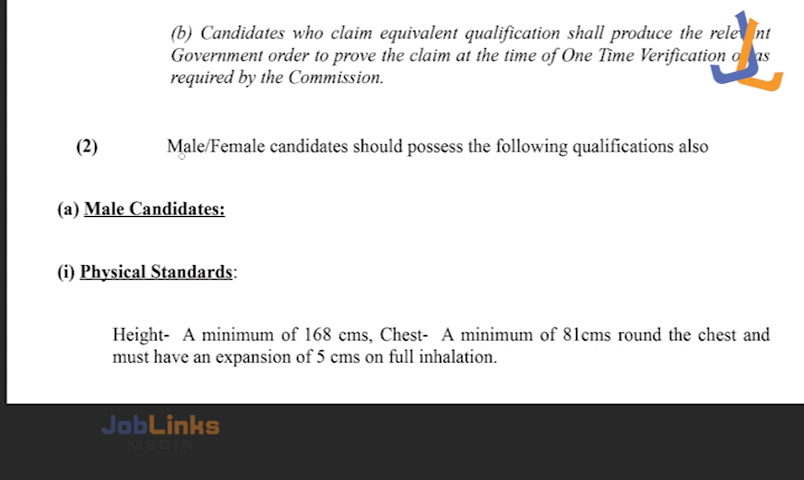 (b) Candidates who claim equivalent qualification shall produce the relevant
Government order to prove the claim at the time of One Time Verification or as
required by the Commission.
(2) Male/Female candidates should possess the following qualifications also
(a) Male Candidates:
(i) Physical Standards:
Height- A minimum of 168 cms, Chest- A minimum of 81cms round the chest and
must have an expansion of 5 cms on full inhalation.
JobLinks
MEDIA